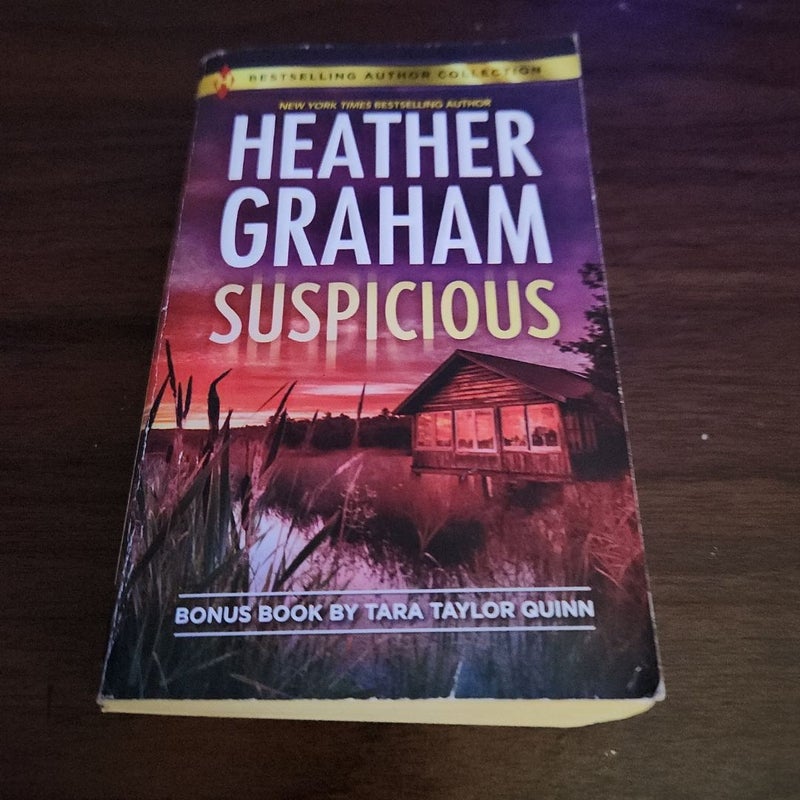 BESTSELLING AUTHOR COLLECTION
NEW YORK TIMES BESTSELLING AUTHOR
HEATHER
GRAHAM
SUSPICIOUS
BONUS BOOK BY TARA TAYLOR QUINN